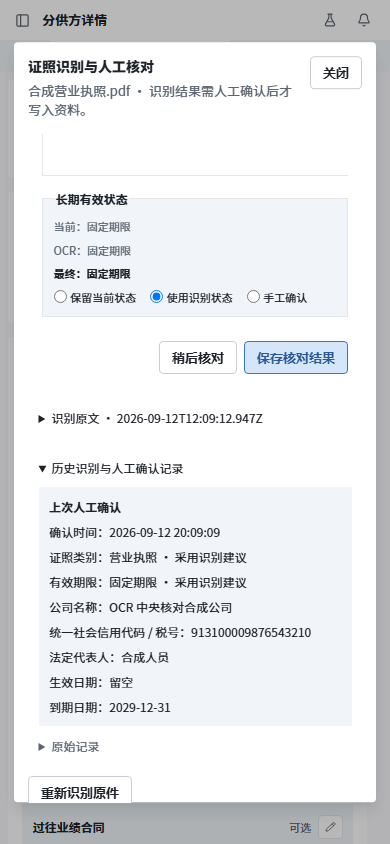 分供方详情
证照识别与人工核对
合成营业执照.pdf · 识别结果需人工确认后才
写入资料。
关闭
长期有效状态
当前：固定期限
OCR：固定期限
最终：固定期限
保留当前状态 使用识别状态 手工确认
稍后核对 保存核对结果
▶ 识别原文 · 2026-09-12T12:09:12.947Z
▼ 历史识别与人工确认记录
上次人工确认
确认时间：2026-09-12 20:09:09
证照类别：营业执照 · 采用识别建议
有效期限：固定期限 · 采用识别建议
公司名称：OCR 中央核对合成公司
统一社会信用代码 / 税号：913100009876543210
法定代表人：合成人员
生效日期：留空
到期日期：2029-12-31
▶ 原始记录
重新识别原件
过往业绩合同 可选